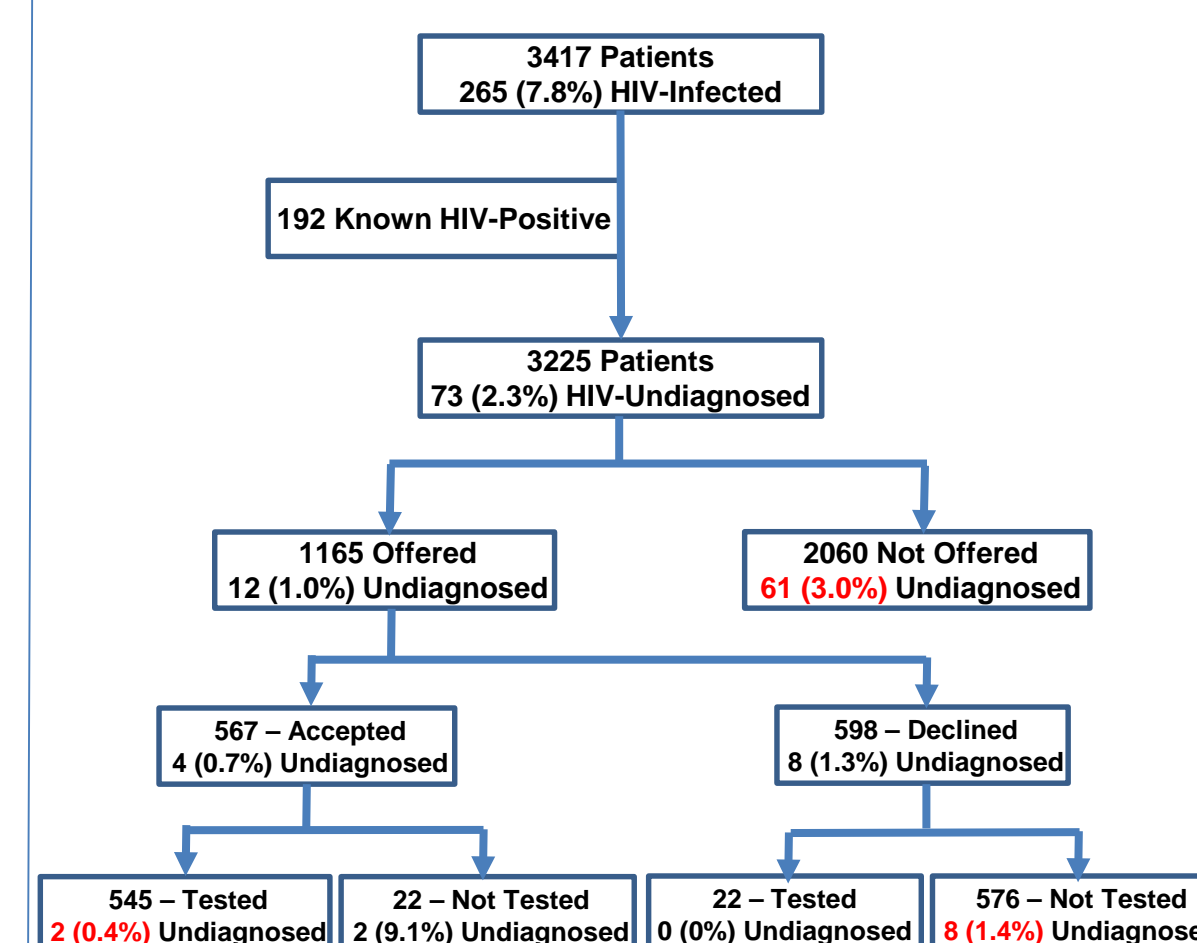 3417 Patients
265 (7.8%) HIV-Infected
192 Known HIV-Positive
3225 Patients
73 (2.3%) HIV-Undiagnosed
1165 Offered
12 (1.0%) Undiagnosed
2060 Not Offered
61 (3.0%) Undiagnosed
567 – Accepted
4 (0.7%) Undiagnosed
598 – Declined
8 (1.3%) Undiagnosed
545 – Tested
2 (0.4%) Undiagnosed
22 – Not Tested
2 (9.1%) Undiagnosed
22 – Tested
0 (0%) Undiagnosed
576 – Not Tested
8 (1.4%) Undiagnose